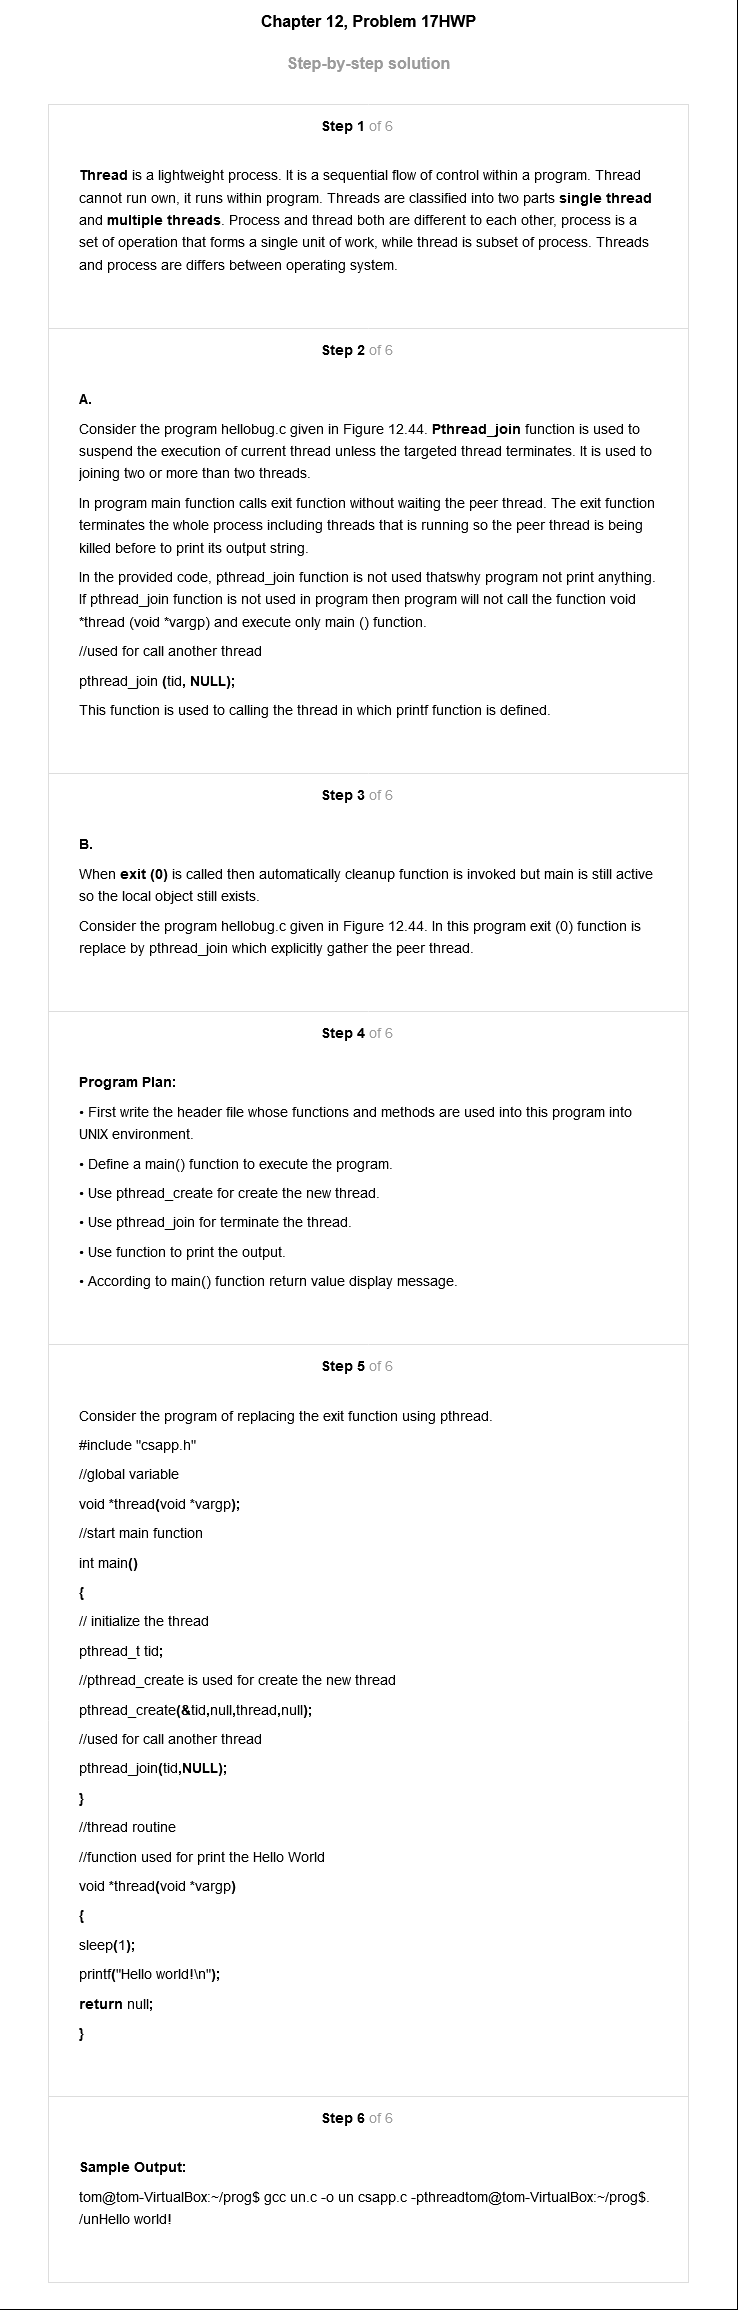 Chapter 12, Problem 17HWP
Step-by-step solution
Step 1 of 6
Thread is a lightweight process. It is a sequential flow of control within a program. Thread
cannot run own, it runs within program. Threads are classified into two parts single thread
and multiple threads. Process and thread both are different to each other, process is a
set of operation that forms a single unit of work, while thread is subset of process. Threads
and process are differs between operating system.
Step 2 of 6
A.
Consider the program hellobug.c given in Figure 12.44. Pthread_join function is used to
suspend the execution of current thread unless the targeted thread terminates. It is used to
joining two or more than two threads.
In program main function calls exit function without waiting the peer thread. The exit function
terminates the whole process including threads that is running so the peer thread is being
killed before to print its output string.
In the provided code, pthread_join function is not used thatswhy program not print anything.
If pthread_join function is not used in program then program will not call the function void
*thread (void *vargp) and execute only main () function.
//used for call another thread
pthread_join (tid, NULL);
This function is used to calling the thread in which printf function is defined.
Step 3 of 6
B.
When exit (0) is called then automatically cleanup function is invoked but main is still active
so the local object still exists.
Consider the program hellobug.c given in Figure 12.44. In this program exit (0) function is
replace by pthread_join which explicitly gather the peer thread.
Step 4 of 6
Program Plan:
• First write the header file whose functions and methods are used into this program into
UNIX environment.
• Define a main() function to execute the program.
• Use pthread_create for create the new thread.
• Use pthread_join for terminate the thread.
• Use function to print the output.
• According to main() function return value display message.
Step 5 of 6
Consider the program of replacing the exit function using pthread.
#include "csapp.h"
//global variable
void *thread(void *vargp);
//start main function
int main()
{
// initialize the thread
pthread_t tid;
//pthread_create is used for create the new thread
pthread_create(&tid,null,thread,null);
//used for call another thread
pthread_join(tid,NULL);
}
//thread routine
//function used for print the Hello World
void *thread(void *vargp)
{
sleep(1);
printf("Hello world!\n");
return null;
}
Step 6 of 6
Sample Output:
tom@tom-VirtualBox:~/prog$ gcc un.c -o un csapp.c -pthreadtom@tom-VirtualBox:~/prog$.
/unHello world!